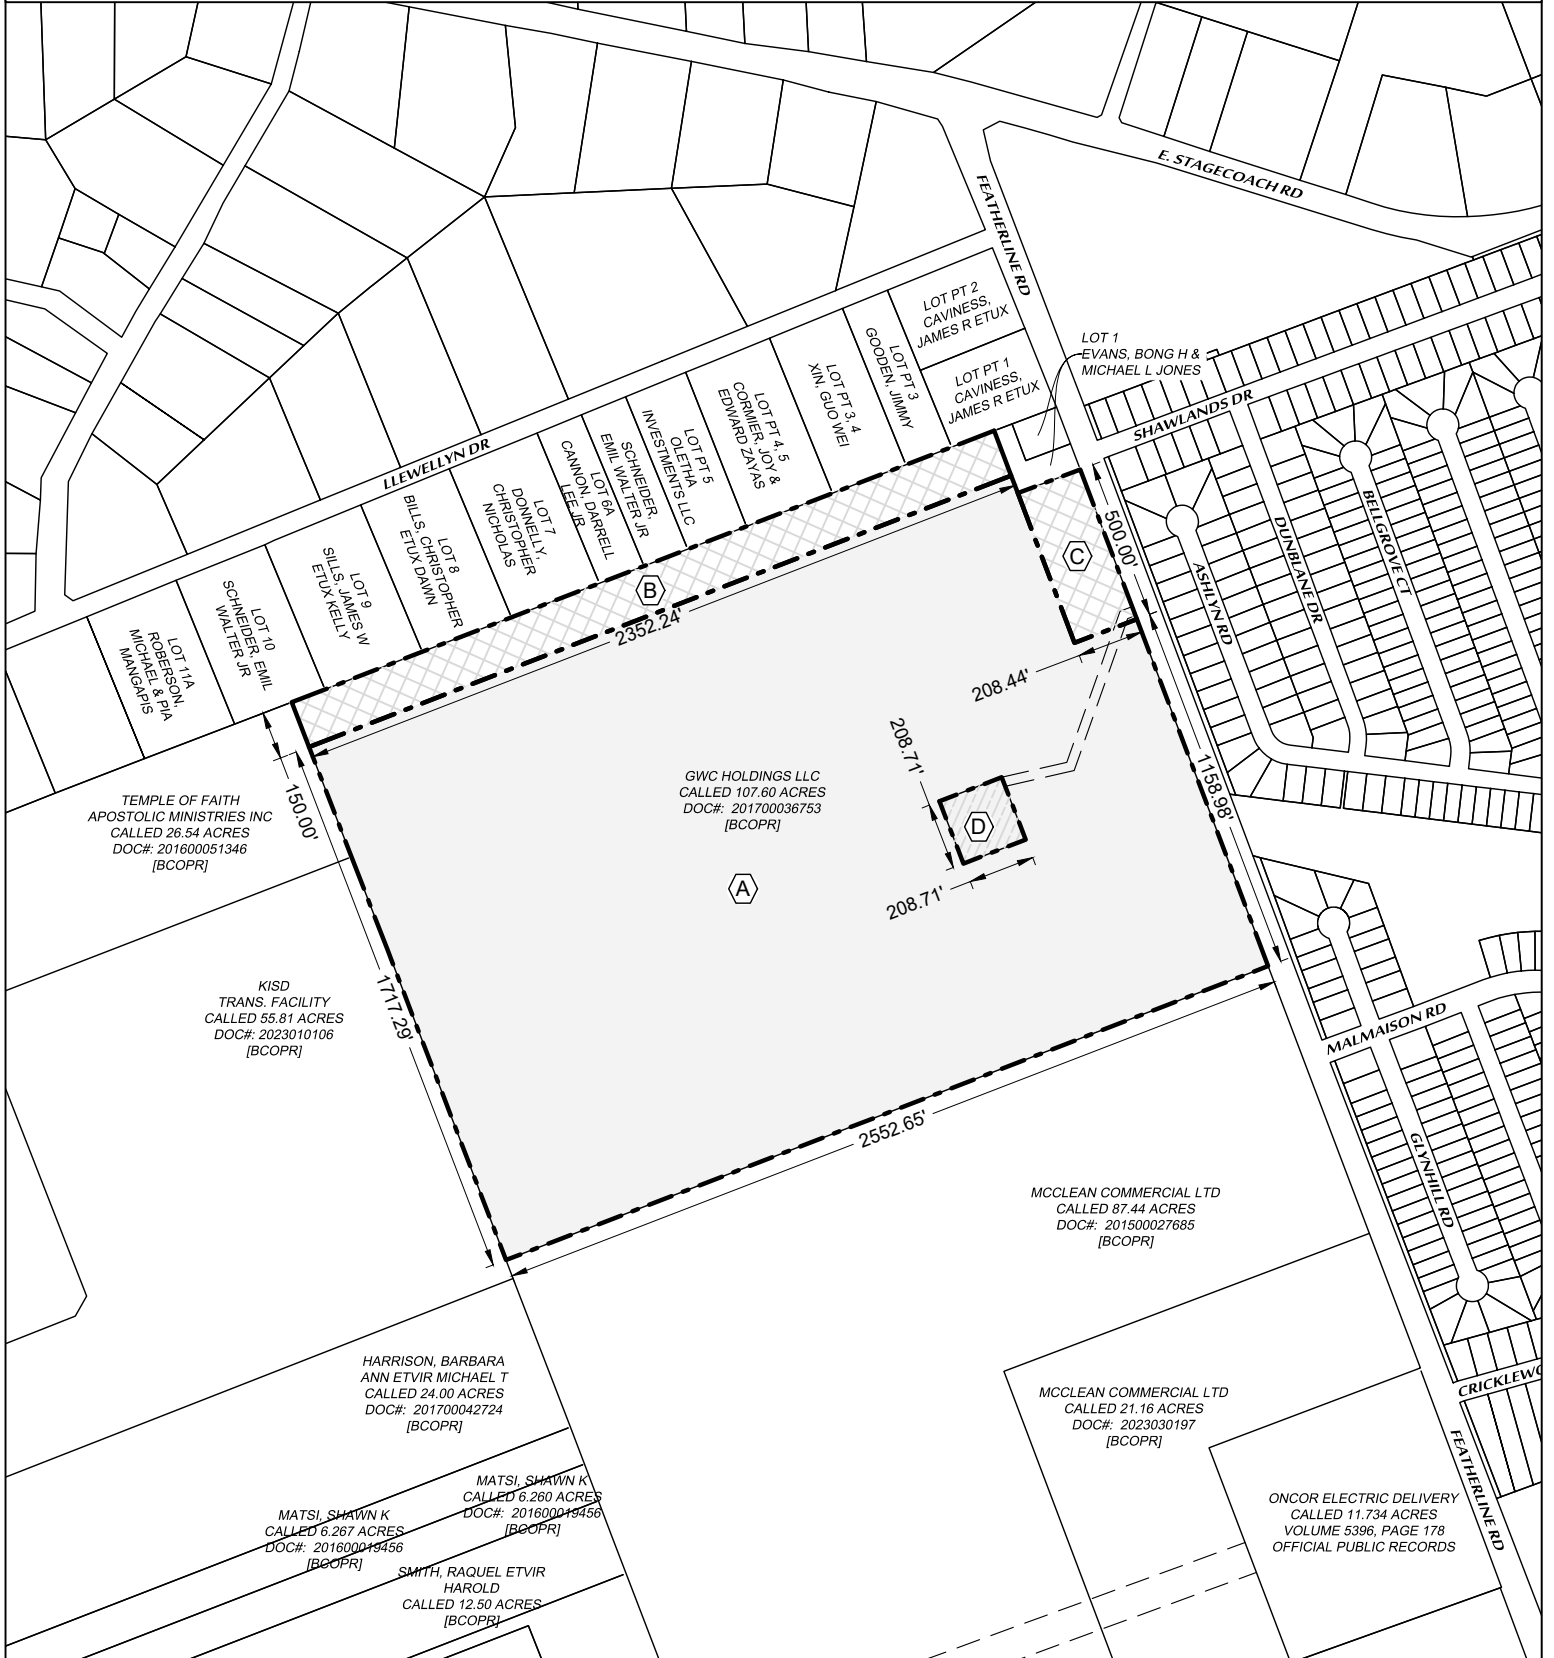 E. STAGECOACH RD
FEATHERLINE RD
LOT PT 2
CAVINESS,
JAMES R ETUX
LOT PT 1
CAVINESS,
JAMES R ETUX
LOT 1
EVANS, BONG H &
MICHAEL L JONES
SHAWLANDS DR
LOT PT 3
GOODEN, JIMMY
LOT PT 3, 4
XIN, GUO WEI
LOT PT 4, 5
CORMIER, JOY &
EDWARD ZAYAS
LOT PT 5
OLETHA
INVESTMENTS LLC
SCHNEIDER,
EMIL WALTER JR
LOT 6A
CANNON, DARRELL
LEE JR
LOT 7
DONNELLY,
CHRISTOPHER
NICHOLAS
LOT 8
BILLS, CHRISTOPHER
ETUX DAWN
LOT 9
SILLS, JAMES W
ETUX KELLY
LOT 10
SCHNEIDER, EMIL
WALTER JR
LOT 11A
ROBERSON,
MICHAEL & PIA
MANGAPIS
LLEWELLYN DR
BELLGROVE CT
DUNBLANE DR
ASHLYN RD
500.00'
C
B
2352.24'
208.44'
208.71'
D
208.71'
1158.98'
150.00'
TEMPLE OF FAITH
APOSTOLIC MINISTRIES INC
CALLED 26.54 ACRES
DOC#: 201600051346
[BCOPR]
GWC HOLDINGS LLC
CALLED 107.60 ACRES
DOC#: 201700036753
[BCOPR]
A
KISD
TRANS. FACILITY
CALLED 55.81 ACRES
DOC#: 2023010106
[BCOPR]
1717.29'
2552.65'
MALMAISON RD
GLYNHILL RD
MCCLEAN COMMERCIAL LTD
CALLED 87.44 ACRES
DOC#: 201500027685
[BCOPR]
HARRISON, BARBARA
ANN ETVIR MICHAEL T
CALLED 24.00 ACRES
DOC#: 201700042724
[BCOPR]
MCCLEAN COMMERCIAL LTD
CALLED 21.16 ACRES
DOC#: 2023030197
[BCOPR]
CRICKLEWO
FEATHERLINE RD
MATSI, SHAWN K
CALLED 6.260 ACRES
DOC#: 201600019456
[BCOPR]
MATSI, SHAWN K
CALLED 6.267 ACRES
DOC#: 201600019456
[BCOPR]
SMITH, RAQUEL ETVIR
HAROLD
CALLED 12.50 ACRES
[BCOPR]
ONCOR ELECTRIC DELIVERY
CALLED 11.734 ACRES
VOLUME 5396, PAGE 178
OFFICIAL PUBLIC RECORDS